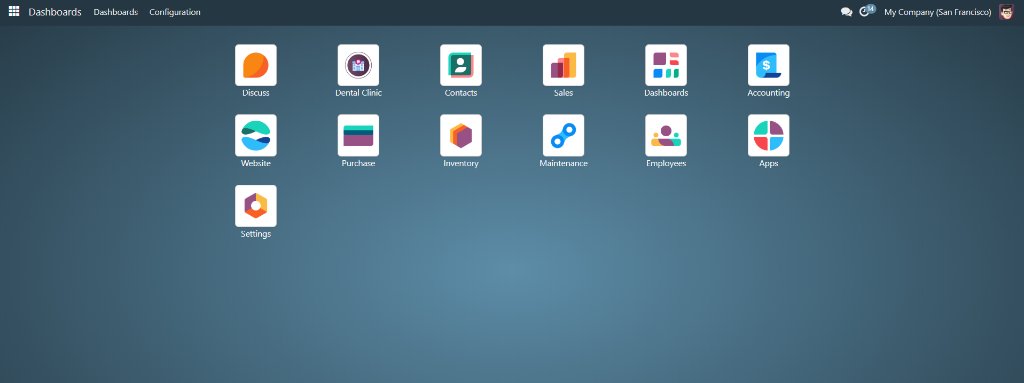 Dashboards Dashboards Configuration 14 My Company (San Francisco)
Discuss Dental Clinic Contacts Sales Dashboards Accounting
Website Purchase Inventory Maintenance Employees Apps
Settings